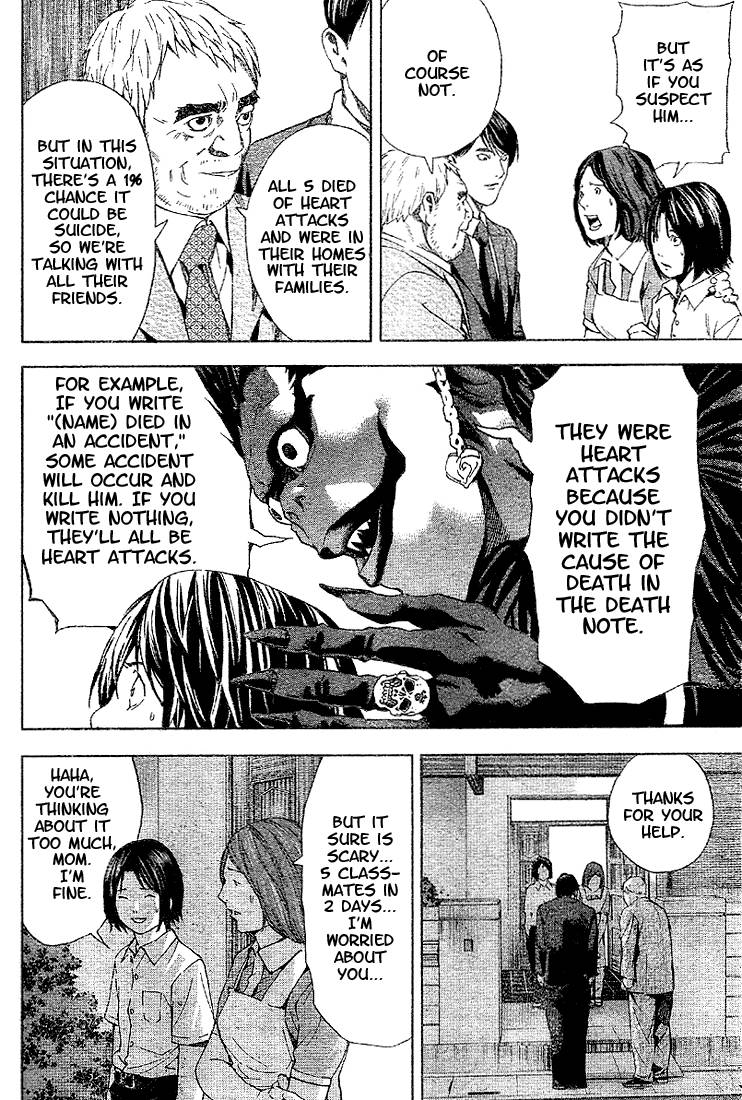 BUT
IT'S AS
IF YOU
SUSPECT
HIM...
OF
COURSE
NOT.
ALL 5 DIED
OF HEART
ATTACKS
AND WERE IN
THEIR HOMES
WITH THEIR
FAMILIES.
BUT IN THIS
SITUATION,
THERE'S A 1%
CHANCE IT
COULD BE
SUICIDE,
SO WE'RE
TALKING WITH
ALL THEIR
FRIENDS.
THEY WERE
HEART
ATTACKS
BECAUSE
YOU DIDN'T
WRITE THE
CAUSE OF
DEATH IN
THE DEATH
NOTE.
FOR EXAMPLE,
IF YOU WRITE
"(NAME) DIED
IN AN
ACCIDENT,"
SOME ACCIDENT
WILL OCCUR AND
KILL HIM. IF YOU
WRITE NOTHING,
THEY'LL ALL BE
HEART ATTACKS.
THANKS
FOR YOUR
HELP.
BUT IT
SURE IS
SCARY...
5 CLASS-
MATES IN
2 DAYS...
I'M
WORRIED
ABOUT
YOU...
HAHA,
YOU'RE
THINKING
ABOUT IT
TOO MUCH,
MOM.
I'M
FINE.